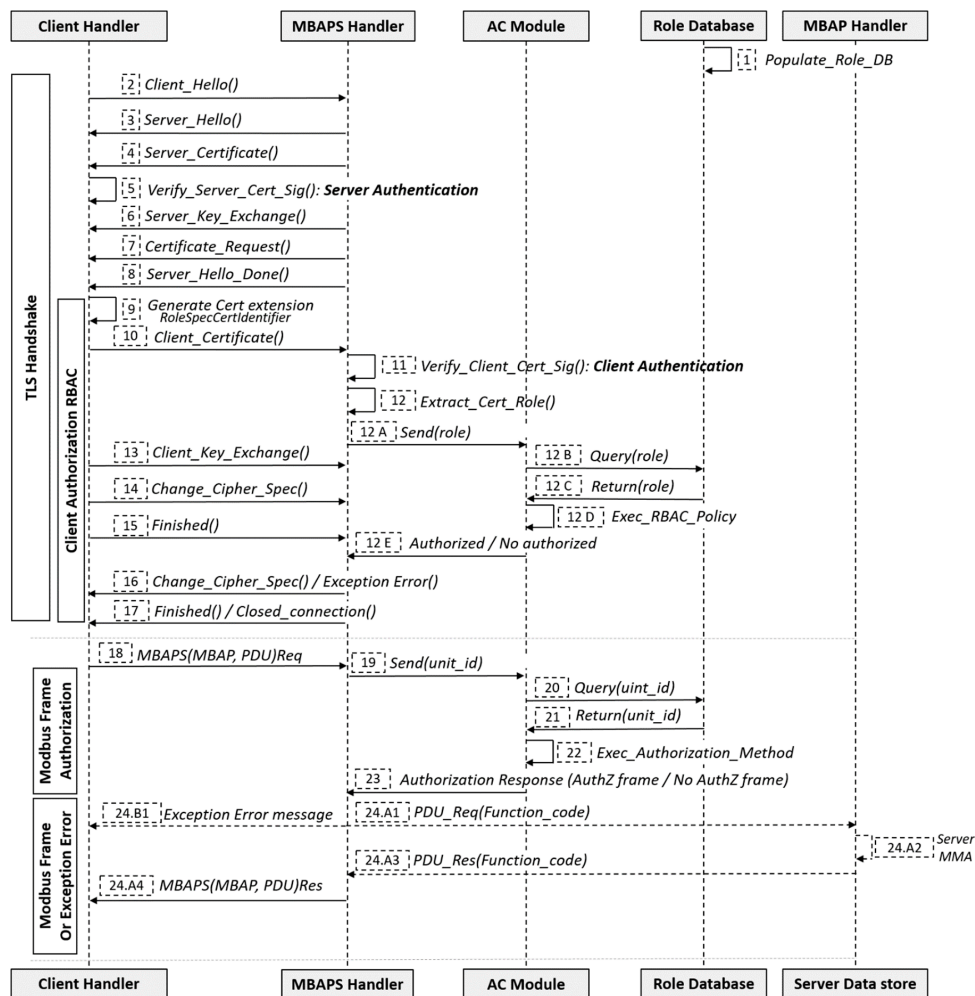 Client Handler
MBAPS Handler
AC Module
Role Database
MBAP Handler
1 Populate_Role_DB
2 Client_Hello()
3 Server_Hello()
4 Server_Certificate()
5 Verify_Server_Cert_Sig(): Server Authentication
6 Server_Key_Exchange()
7 Certificate_Request()
8 Server_Hello_Done()
9 Generate Cert extension
RoleSpecCertIdentifier
10 Client_Certificate()
11 Verify_Client_Cert_Sig(): Client Authentication
12 Extract_Cert_Role()
12 A Send(role)
13 Client_Key_Exchange()
12 B Query(role)
14 Change_Cipher_Spec()
12 C Return(role)
12 D Exec_RBAC_Policy
15 Finished()
12 E Authorized / No authorized
16 Change_Cipher_Spec() / Exception Error()
17 Finished() / Closed_connection()
TLS Handshake
Client Authorization RBAC
18 MBAPS(MBAP, PDU)Req
19 Send(unit_id)
20 Query(uint_id)
21 Return(unit_id)
22 Exec_Authorization_Method
23 Authorization Response (AuthZ frame / No AuthZ frame)
Modbus Frame
Authorization
24.B1 Exception Error message
24.A1 PDU_Req(Function_code)
24.A2 Server
MMA
24.A3 PDU_Res(Function_code)
24.A4 MBAPS(MBAP, PDU)Res
Modbus Frame
Or Exception Error
Client Handler
MBAPS Handler
AC Module
Role Database
Server Data store